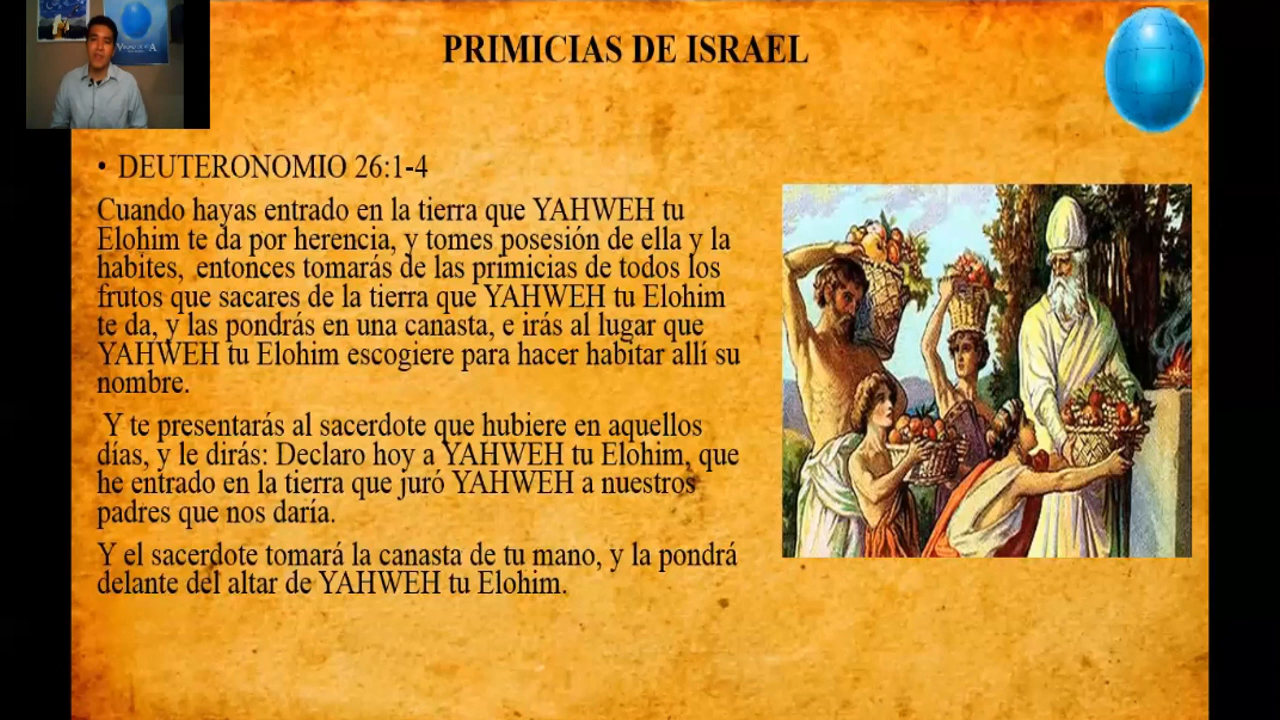 PRIMICIAS DE ISRAEL
• DEUTERONOMIO 26:1-4
Cuando hayas entrado en la tierra que YAHWEH tu
Elohim te da por herencia, y tomes posesión de ella y la
habites, entonces tomarás de las primicias de todos los
frutos que sacares de la tierra que YAHWEH tu Elohim
te da, y las pondrás en una canasta, e irás al lugar que
YAHWEH tu Elohim escogiere para hacer habitar allí su
nombre.
Y te presentarás al sacerdote que hubiere en aquellos
días, y le dirás: Declaro hoy a YAHWEH tu Elohim, que
he entrado en la tierra que juró YAHWEH a nuestros
padres que nos daría.
Y el sacerdote tomará la canasta de tu mano, y la pondrá
delante del altar de YAHWEH tu Elohim.